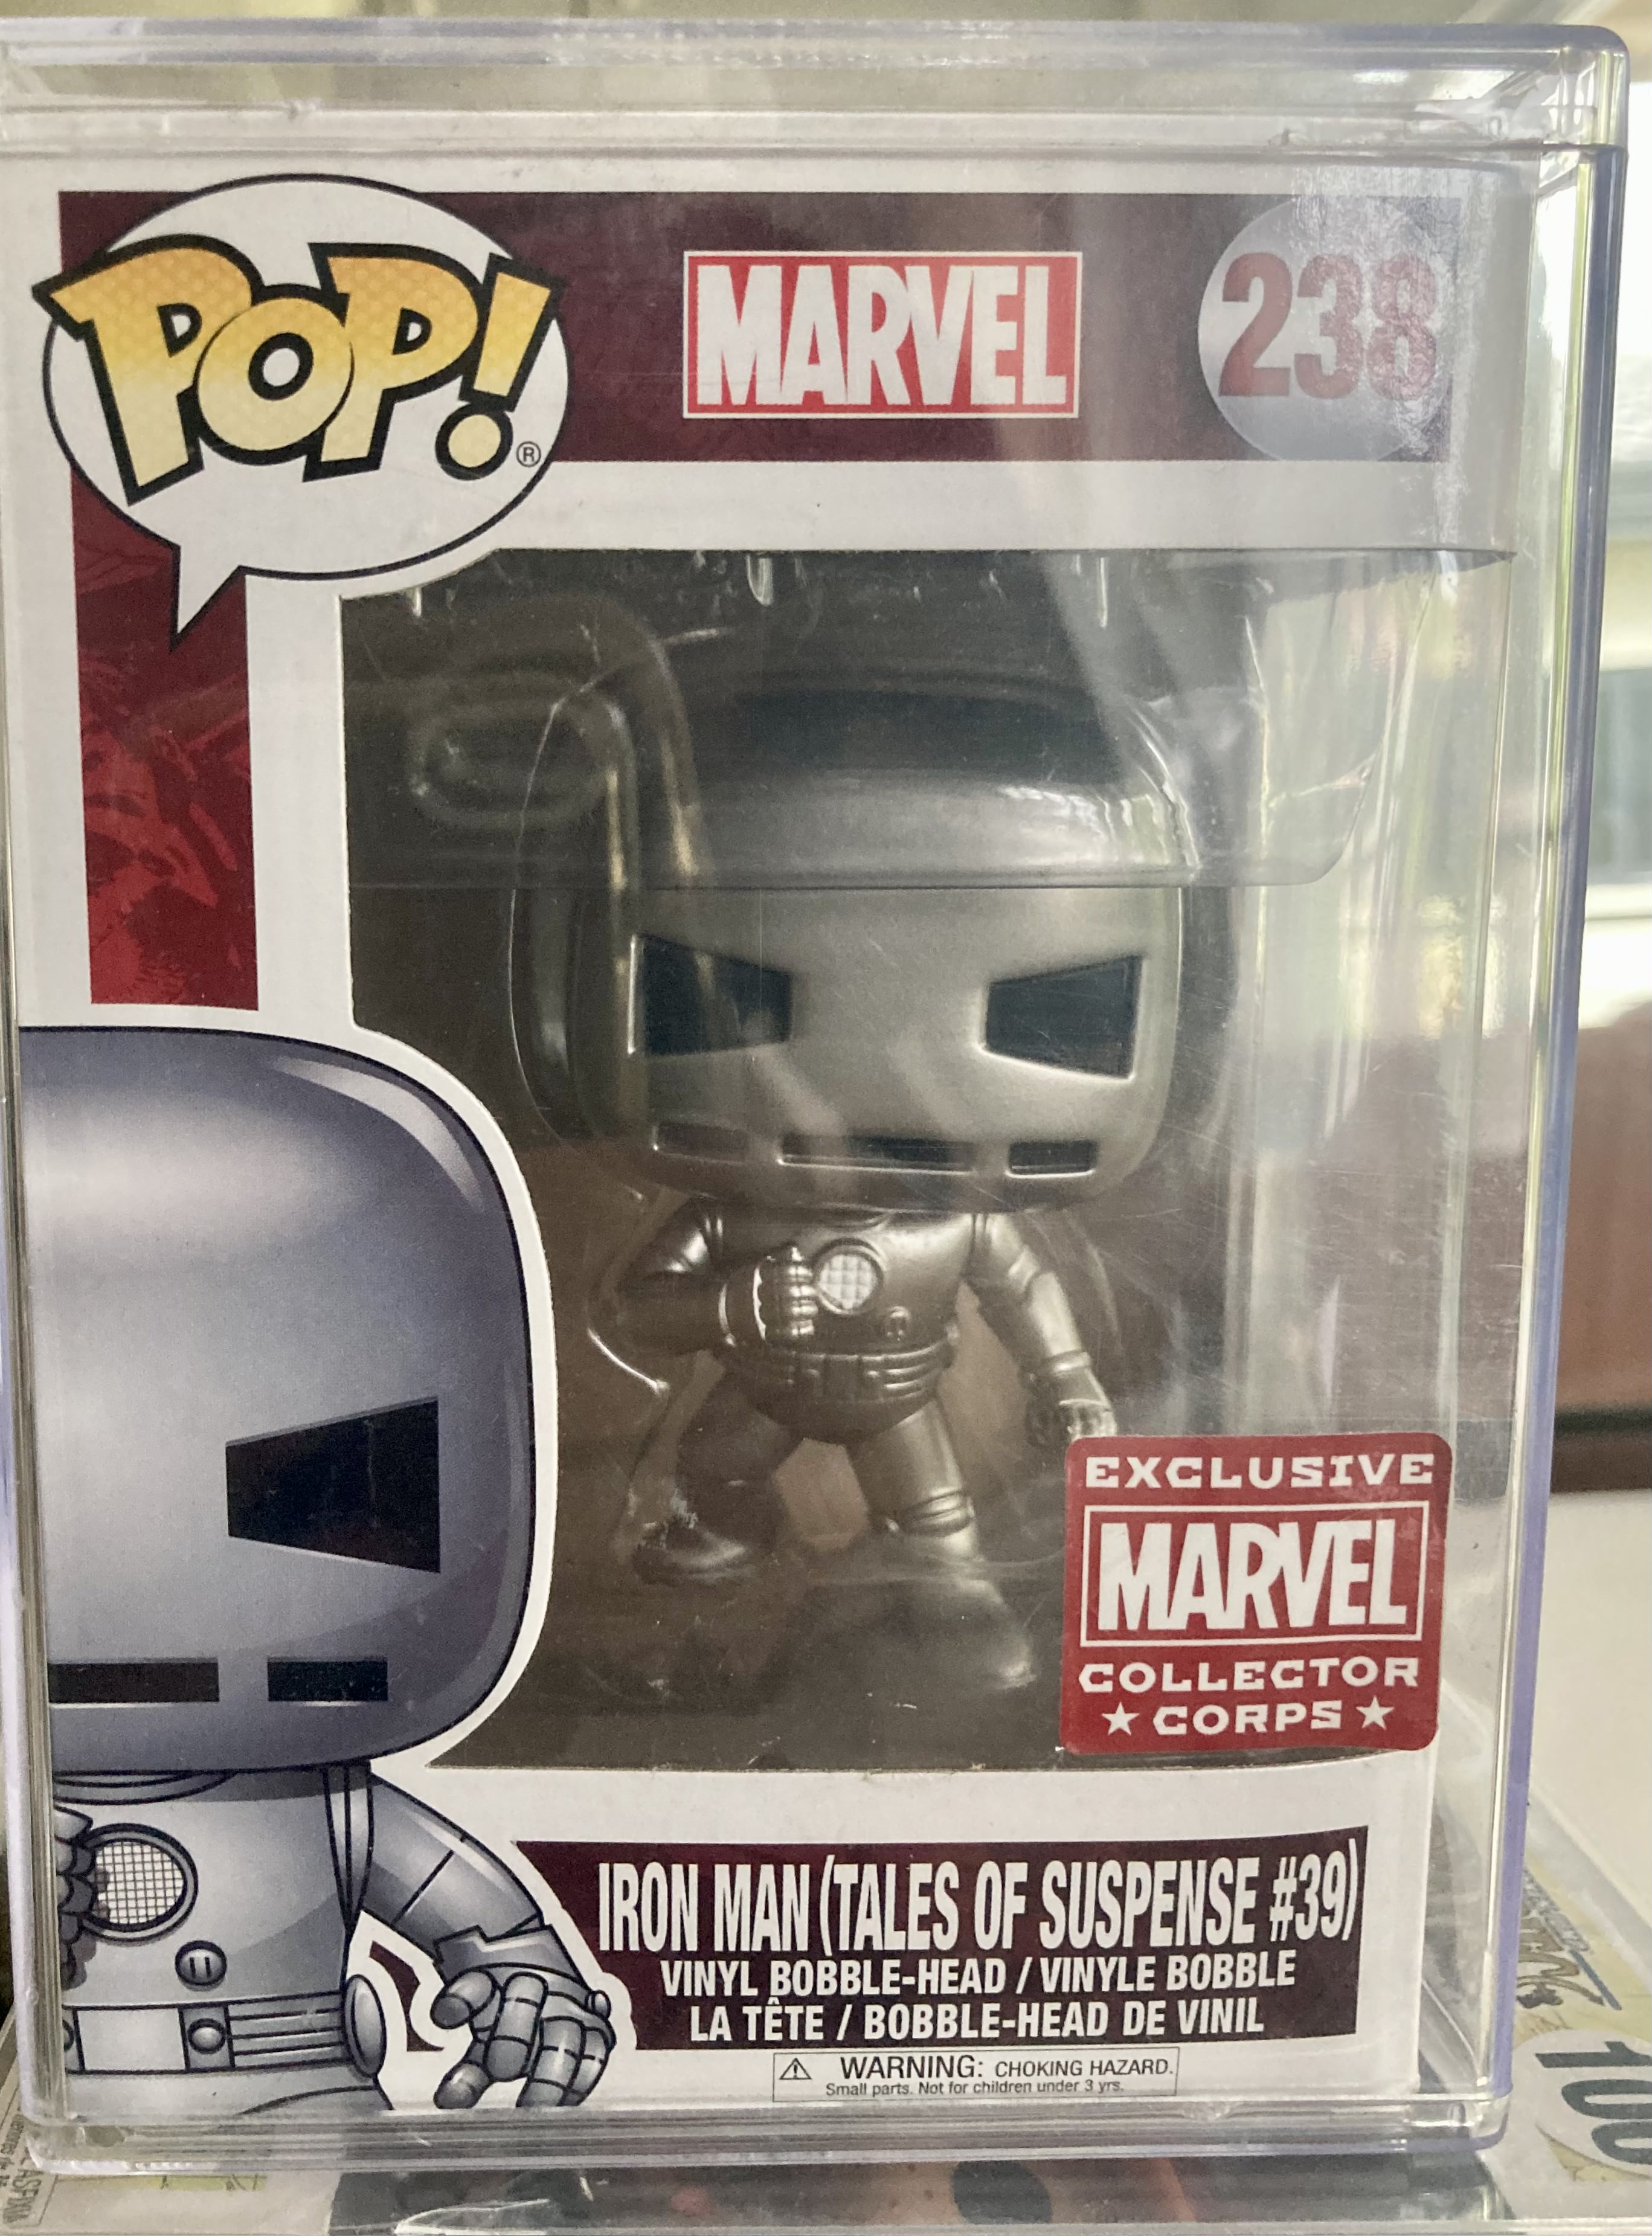 POP!®
MARVEL
238
EXCLUSIVE
MARVEL
COLLECTOR
★ CORPS ★
IRON MAN (TALES OF SUSPENSE #39)
VINYL BOBBLE-HEAD / VINYLE BOBBLE
LA TÊTE / BOBBLE-HEAD DE VINIL
⚠ WARNING: CHOKING HAZARD.
Small parts. Not for children under 3 yrs.
100